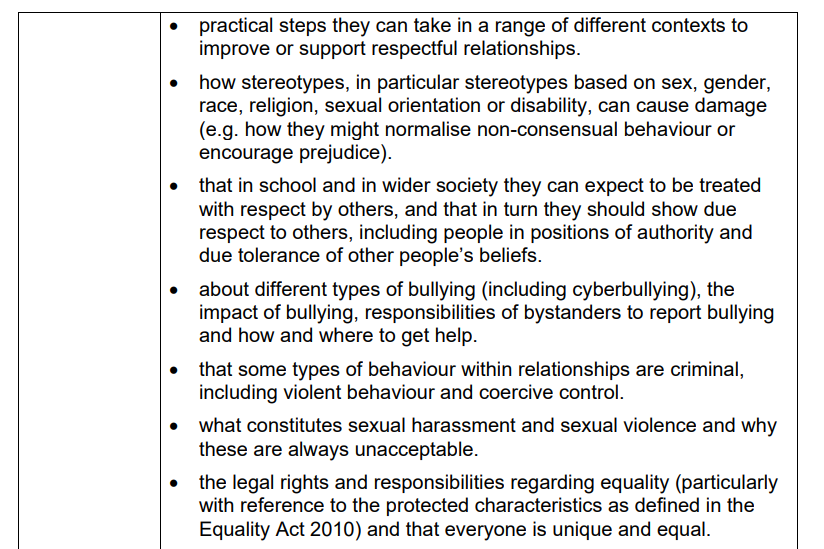 • practical steps they can take in a range of different contexts to
improve or support respectful relationships.
• how stereotypes, in particular stereotypes based on sex, gender,
race, religion, sexual orientation or disability, can cause damage
(e.g. how they might normalise non-consensual behaviour or
encourage prejudice).
• that in school and in wider society they can expect to be treated
with respect by others, and that in turn they should show due
respect to others, including people in positions of authority and
due tolerance of other people’s beliefs.
• about different types of bullying (including cyberbullying), the
impact of bullying, responsibilities of bystanders to report bullying
and how and where to get help.
• that some types of behaviour within relationships are criminal,
including violent behaviour and coercive control.
• what constitutes sexual harassment and sexual violence and why
these are always unacceptable.
• the legal rights and responsibilities regarding equality (particularly
with reference to the protected characteristics as defined in the
Equality Act 2010) and that everyone is unique and equal.